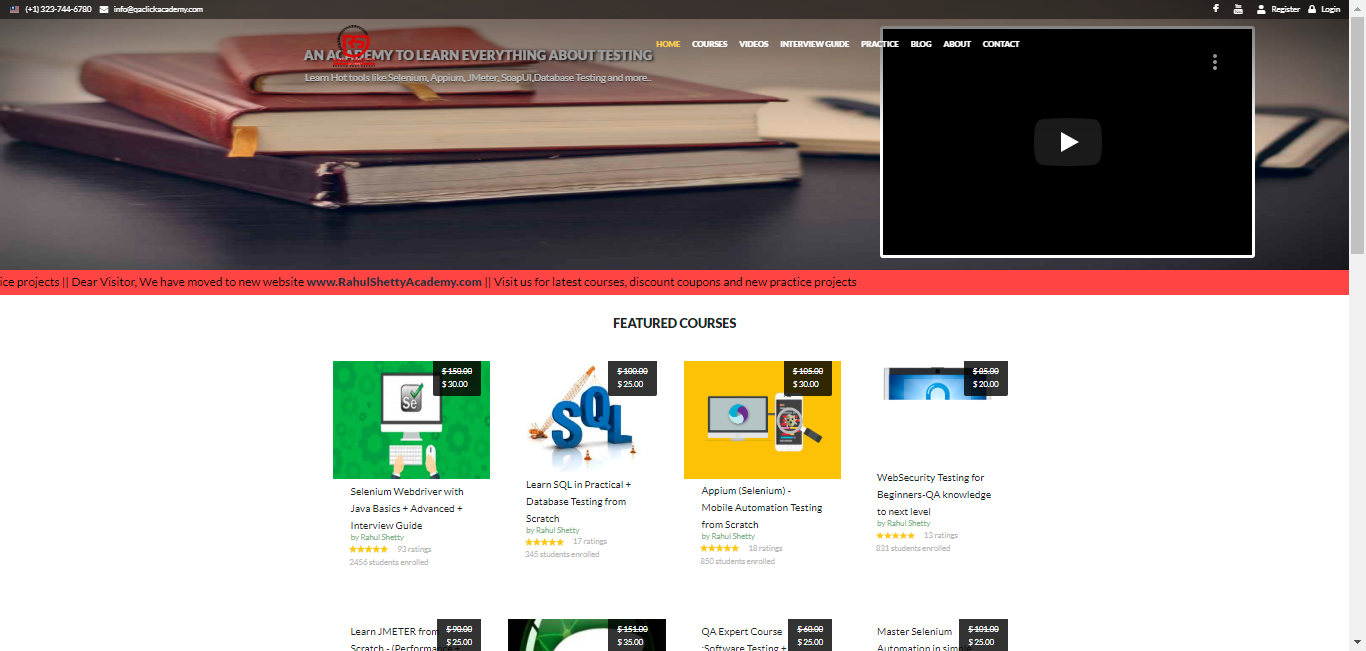 (+1) 323-744-6780 info@qaclickacademy.com Register Login
HOME COURSES VIDEOS INTERVIEW GUIDE PRACTICE BLOG ABOUT CONTACT
AN ACADEMY TO LEARN EVERYTHING ABOUT TESTING
Learn Hot tools like Selenium, Appium, JMeter, SoapUI,Database Testing and more..
ice projects || Dear Visitor, We have moved to new website www.RahulShettyAcademy.com || Visit us for latest courses, discount coupons and new practice projects
FEATURED COURSES
$ 150.00
$ 30.00
Se
Selenium Webdriver with
Java Basics + Advanced +
Interview Guide
by Rahul Shetty
93 ratings
2456 students enrolled
$ 100.00
$ 25.00
SQL
Learn SQL in Practical +
Database Testing from
Scratch
by Rahul Shetty
17 ratings
345 students enrolled
$ 105.00
$ 30.00
Appium (Selenium) -
Mobile Automation Testing
from Scratch
by Rahul Shetty
18 ratings
850 students enrolled
$ 85.00
$ 20.00
WebSecurity Testing for
Beginners-QA knowledge
to next level
by Rahul Shetty
13 ratings
831 students enrolled
$ 90.00
$ 25.00
Learn JMETER from
Scratch - (Performance +
$ 151.00
$ 35.00
$ 60.00
$ 25.00
QA Expert Course
:Software Testing +
$ 101.00
$ 25.00
Master Selenium
Automation in simple